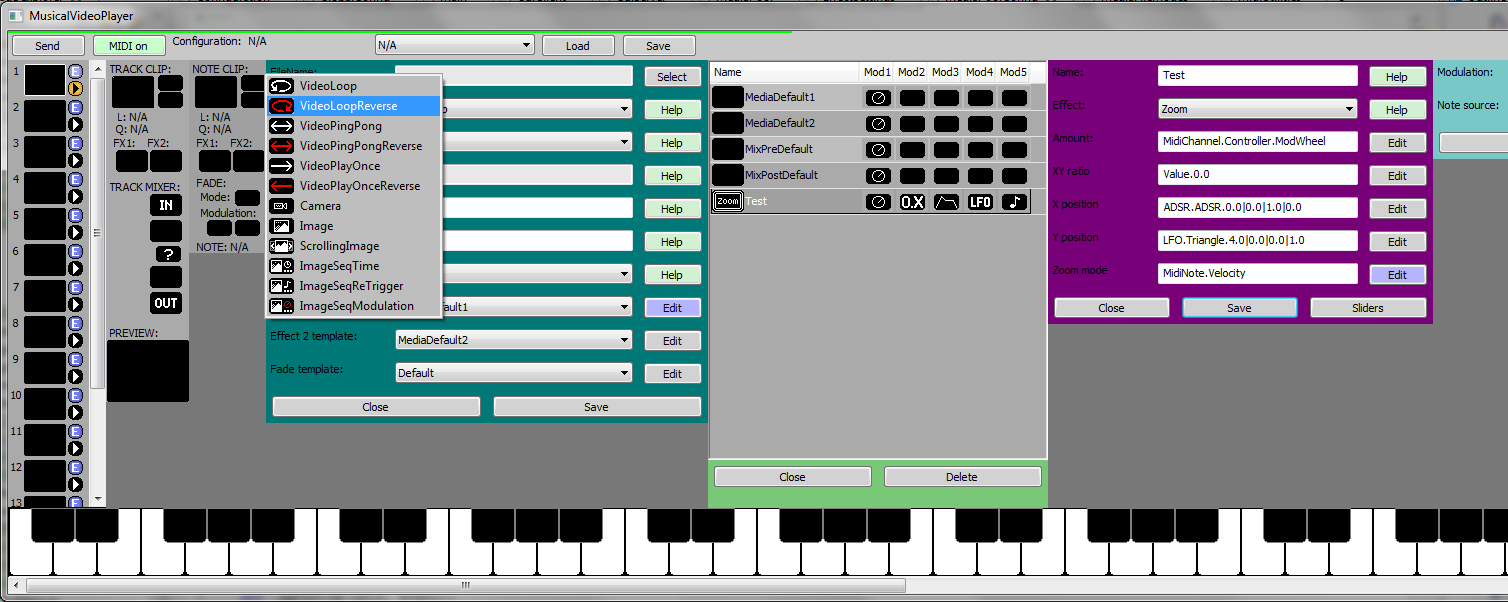 MusicalVideoPlayer
Send
MIDI on
Configuration: N/A
N/A
Load
Save
1
2
3
4
5
6
7
8
9
10
11
12
13
E
E
E
E
E
E
E
E
E
E
E
E
E
TRACK CLIP:
L: N/A
Q: N/A
FX1: FX2:
TRACK MIXER:
IN
?
OUT
PREVIEW:
NOTE CLIP:
L: N/A
Q: N/A
FX1: FX2:
FADE:
Mode:
Modulation:
NOTE: N/A
FileName:
Select
VideoLoop
VideoLoopReverse
VideoPingPong
VideoPingPongReverse
VideoPlayOnce
VideoPlayOnceReverse
Camera
Image
ScrollingImage
ImageSeqTime
ImageSeqReTrigger
ImageSeqModulation
Help
Help
Help
Help
Help
Help
Edit
Effect 2 template:
MediaDefault2
Edit
Fade template:
Default
Edit
Close
Save
Name Mod1 Mod2 Mod3 Mod4 Mod5
MediaDefault1
MediaDefault2
MixPreDefault
MixPostDefault
Zoom Test 0.X LFO
Close
Delete
Name:
Test
Help
Effect:
Zoom
Help
Amount:
MidiChannel.Controller.ModWheel
Edit
XY ratio
Value.0.0
Edit
X position
ADSR.ADSR.0.0|0.0|1.0|0.0
Edit
Y position
LFO.Triangle.4.0|0.0|0.0|1.0
Edit
Zoom mode
MidiNote.Velocity
Edit
Close
Save
Sliders
Modulation:
Note source: